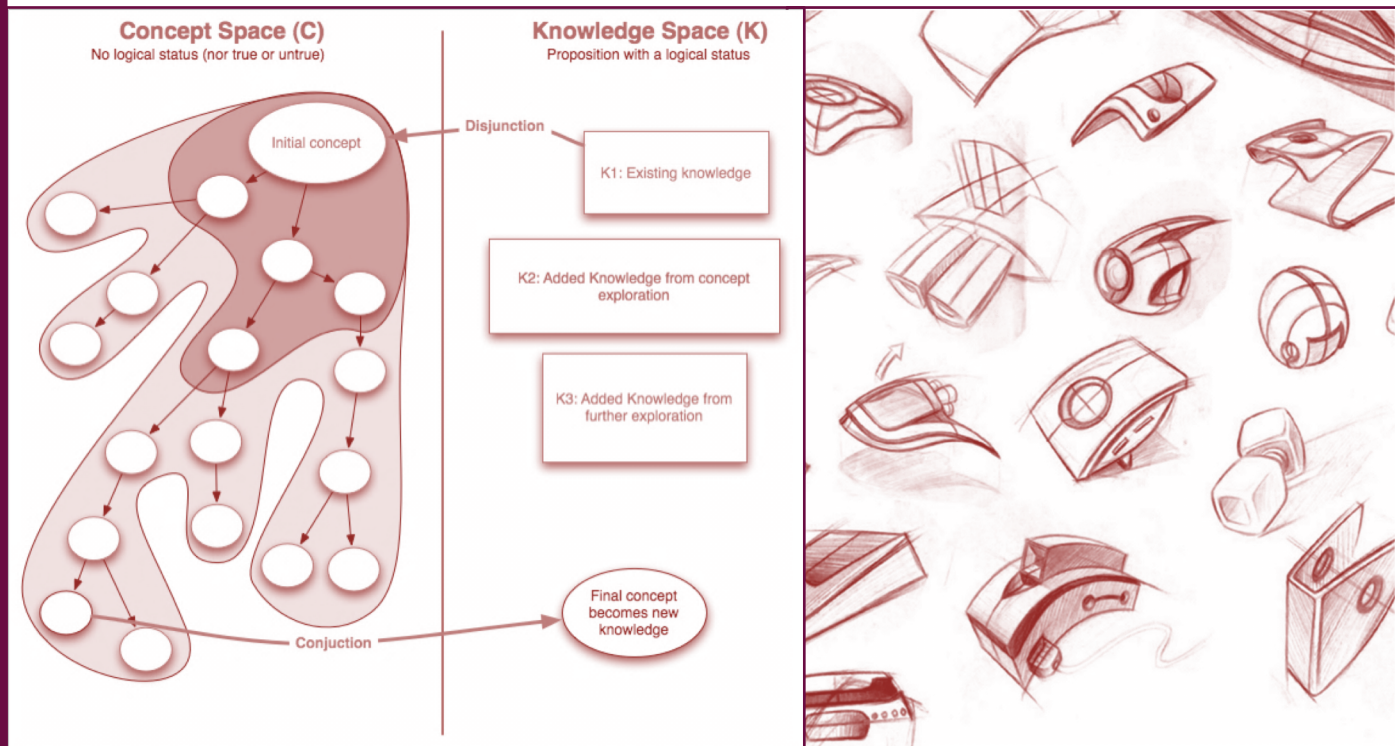 Concept Space (C)
No logical status (nor true or untrue)
Knowledge Space (K)
Proposition with a logical status
Initial concept
Disjunction
K1: Existing knowledge
K2: Added Knowledge from concept
exploration
K3: Added Knowledge from
further exploration
Final concept
becomes new
knowledge
Conjuction